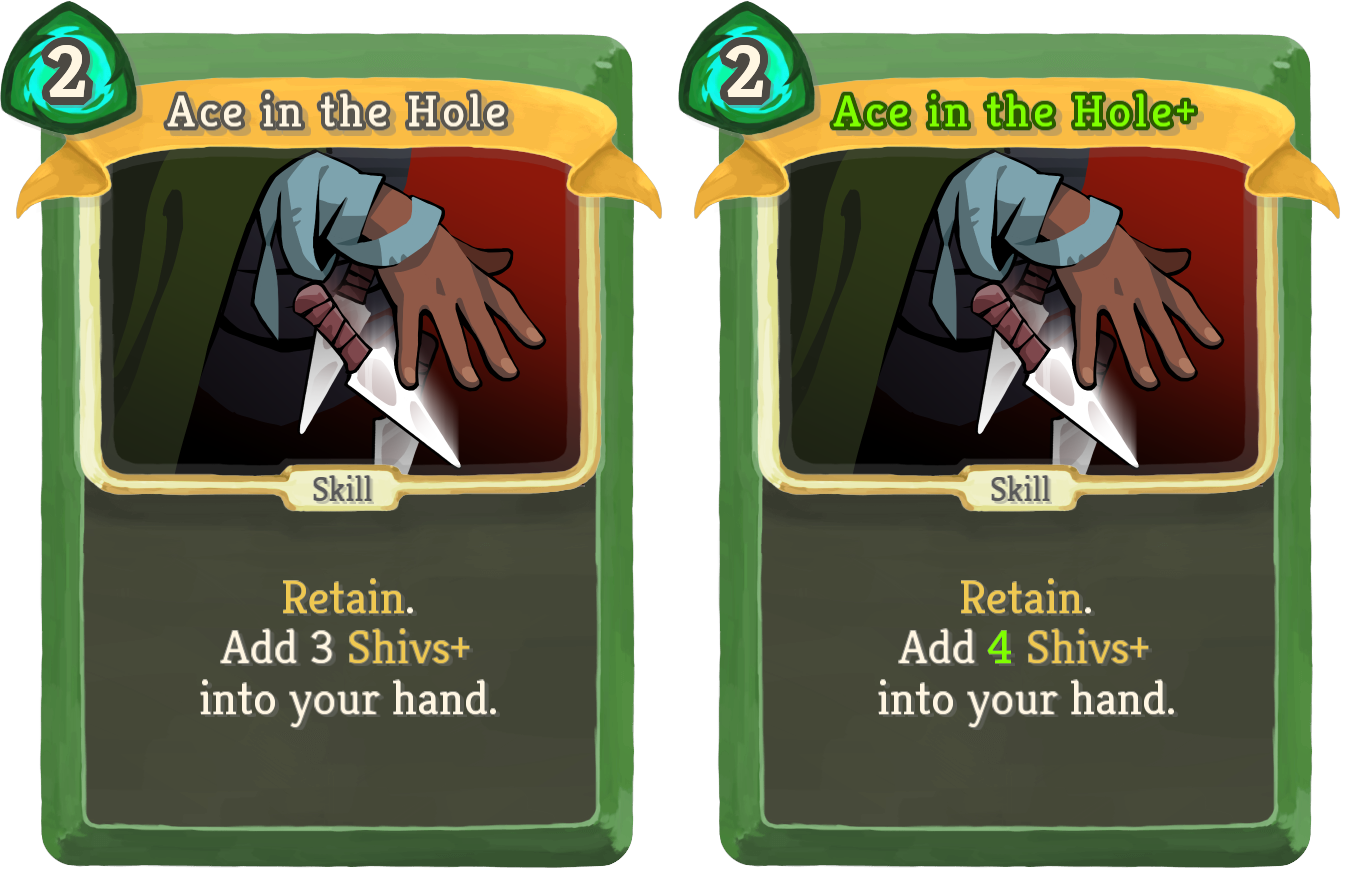 2
Ace in the Hole
Skill
Retain.
Add 3 Shivs+
into your hand.
2
Ace in the Hole+
Skill
Retain.
Add 4 Shivs+
into your hand.